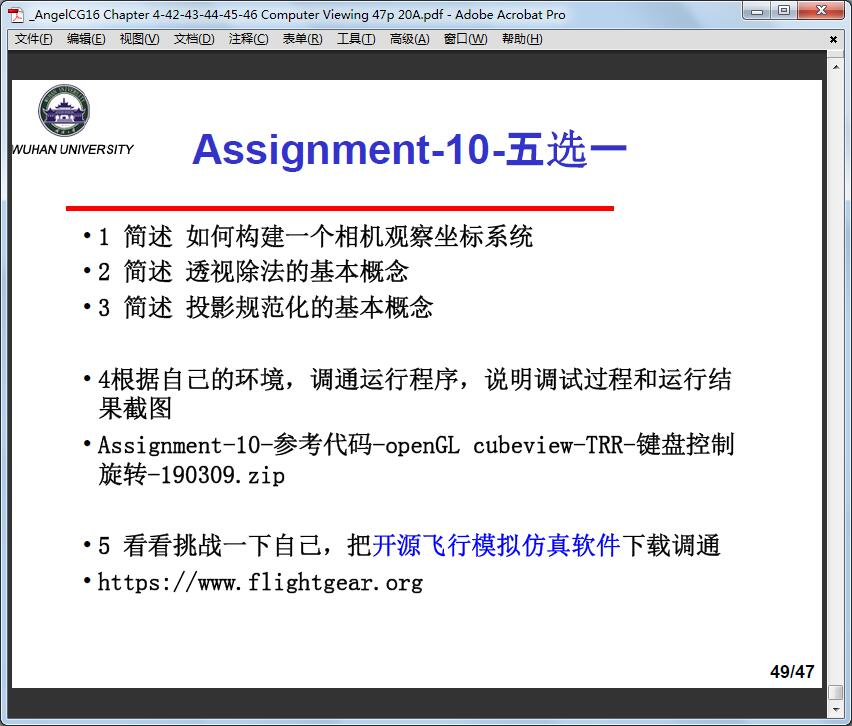 _AngelCG16 Chapter 4-42-43-44-45-46 Computer Viewing 47p 20A.pdf - Adobe Acrobat Pro
文件(F) 编辑(E) 视图(V) 文档(D) 注释(C) 表单(R) 工具(T) 高级(A) 窗口(W) 帮助(H)
WUHAN UNIVERSITY
Assignment-10-五选一
•1 简述 如何构建一个相机观察坐标系统
•2 简述 透视除法的基本概念
•3 简述 投影规范化的基本概念
•4根据自己的环境，调通运行程序，说明调试过程和运行结
果截图
•Assignment-10-参考代码-openGL cubeview-TRR-键盘控制
旋转-190309.zip
•5 看看挑战一下自己，把开源飞行模拟仿真软件下载调通
•https://www.flightgear.org
49/47